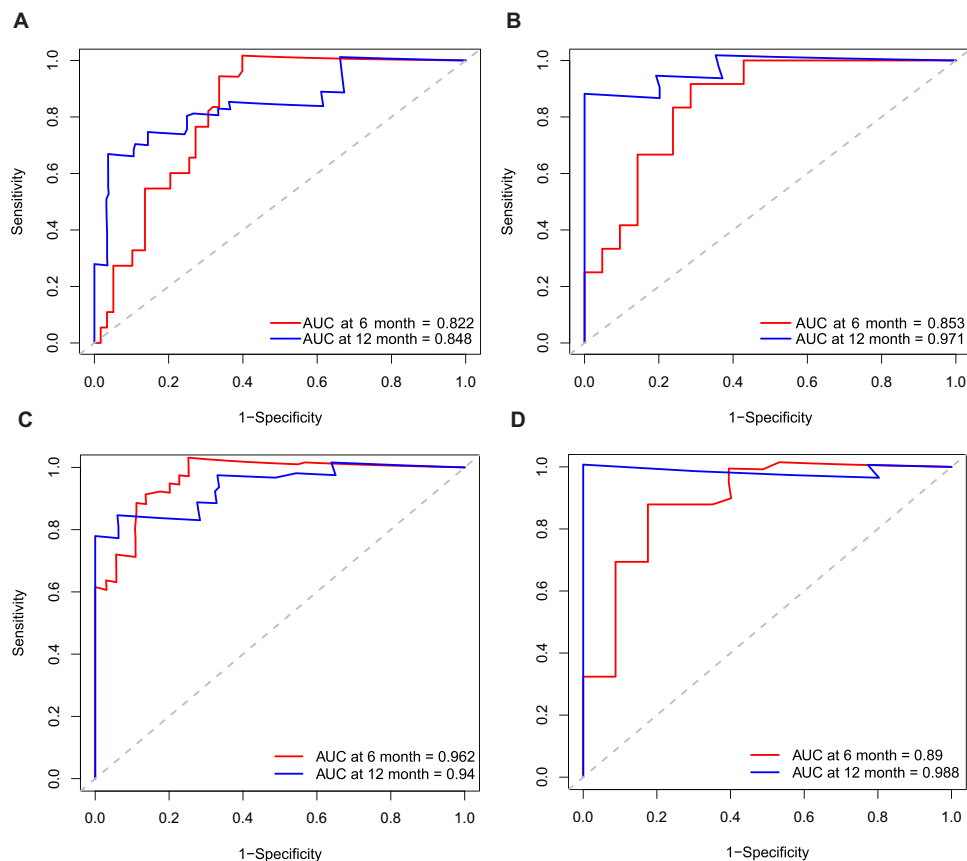 A
Sensitivity
1.0
0.8
0.6
0.4
0.2
0.0
AUC at 6 month = 0.822
AUC at 12 month = 0.848
0.0 0.2 0.4 0.6 0.8 1.0
1−Specificity
B
Sensitivity
1.0
0.8
0.6
0.4
0.2
0.0
AUC at 6 month = 0.853
AUC at 12 month = 0.971
0.0 0.2 0.4 0.6 0.8 1.0
1−Specificity
C
Sensitivity
1.0
0.8
0.6
0.4
0.2
0.0
AUC at 6 month = 0.962
AUC at 12 month = 0.94
0.0 0.2 0.4 0.6 0.8 1.0
1−Specificity
D
Sensitivity
1.0
0.8
0.6
0.4
0.2
0.0
AUC at 6 month = 0.89
AUC at 12 month = 0.988
0.0 0.2 0.4 0.6 0.8 1.0
1−Specificity